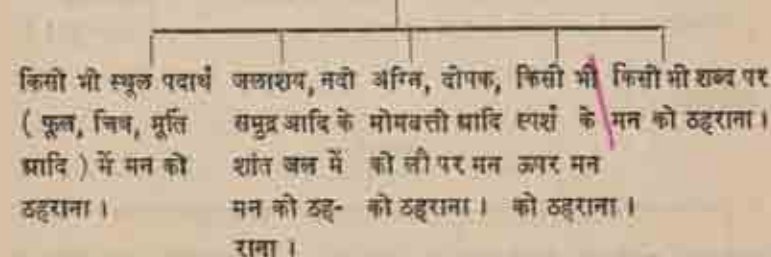 किसी भी स्थूल पदार्थ
( फूल, चित्र, मूर्ति
आदि ) में मन को
ठहराना ।
जलाशय, नदी
समुद्र आदि के
शांत जल में
मन को ठह-
राना ।
अग्नि, दीपक,
मोमबत्ती आदि
की लौ पर मन
को ठहराना ।
किसी भी
स्पर्श के
ऊपर मन
को ठहराना ।
किसी भी शब्द पर
मन को ठहराना ।